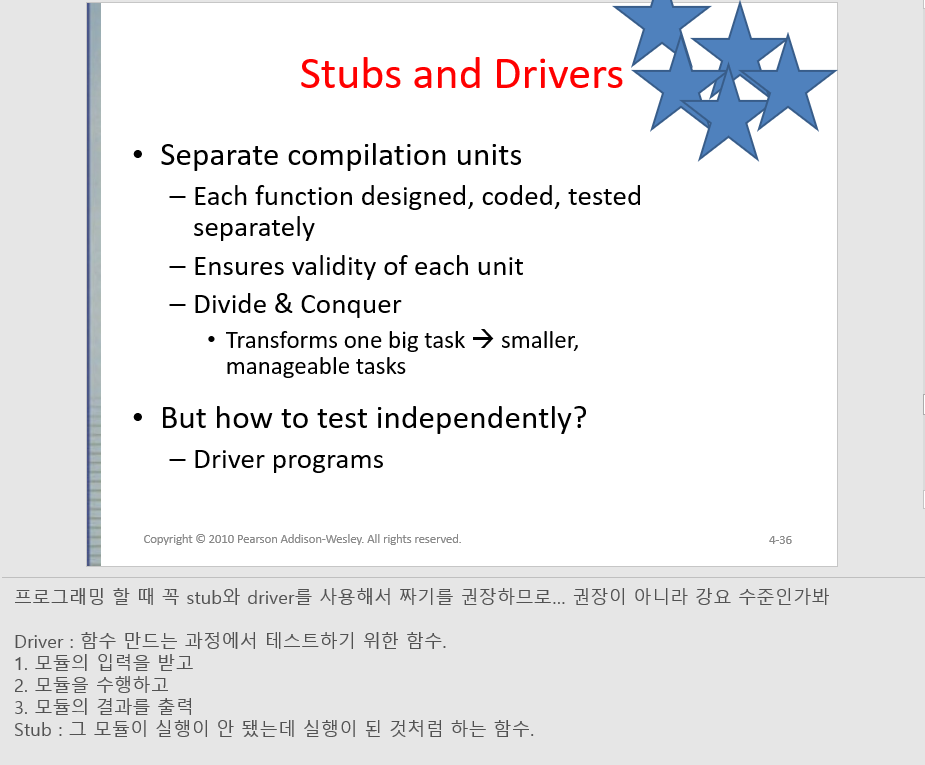 Stubs and Drivers
• Separate compilation units
– Each function designed, coded, tested
separately
– Ensures validity of each unit
– Divide & Conquer
• Transforms one big task → smaller,
manageable tasks
• But how to test independently?
– Driver programs
Copyright © 2010 Pearson Addison-Wesley. All rights reserved.
4-36
프로그래밍 할 때 꼭 stub와 driver를 사용해서 짜기를 권장하므로... 권장이 아니라 강요 수준인가봐
Driver : 함수 만드는 과정에서 테스트하기 위한 함수.
1. 모듈의 입력을 받고
2. 모듈을 수행하고
3. 모듈의 결과를 출력
Stub : 그 모듈이 실행이 안 됐는데 실행이 된 것처럼 하는 함수.